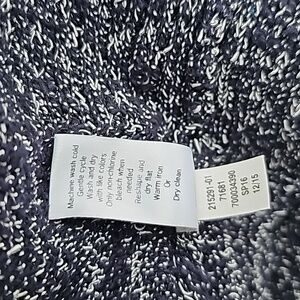 Machine wash cold
Gentle cycle
Wash and dry
with like colors
Only non-chlorine
bleach when
needed
Reshape and
dry flat
Warm iron
Or
Dry clean
215291-01
71681
700034390
SP16
12/15